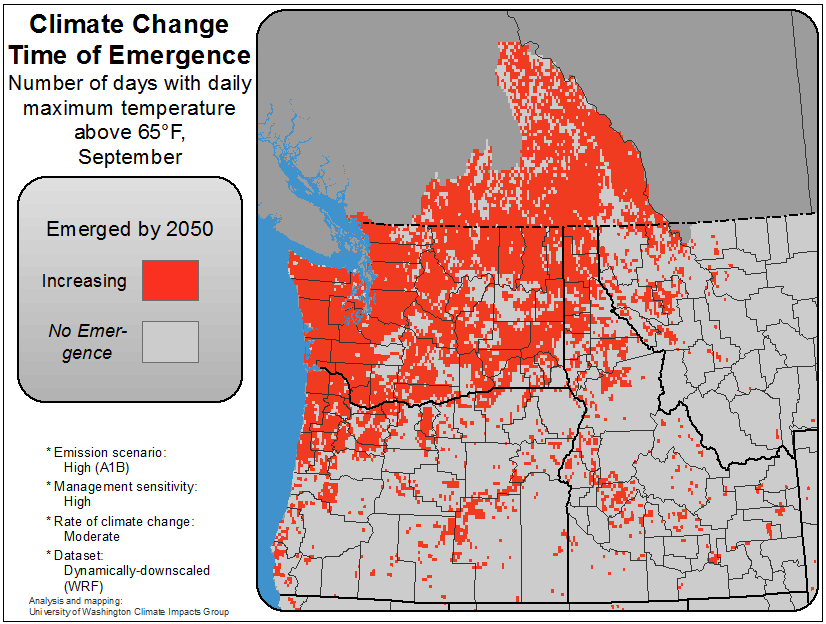 Climate Change
Time of Emergence
Number of days with daily
maximum temperature
above 65°F,
September
Emerged by 2050
Increasing
No Emer-
gence
* Emission scenario:
High (A1B)
* Management sensitivity:
High
* Rate of climate change:
Moderate
* Dataset:
Dynamically-downscaled
(WRF)
Analysis and mapping:
University of Washington Climate Impacts Group